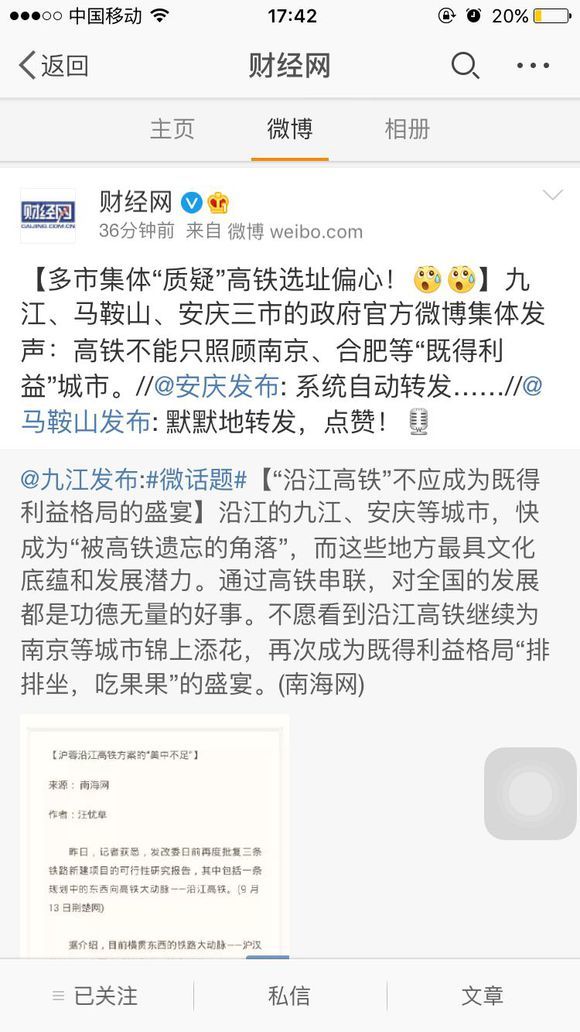 ●●●○○ 中国移动 17:42 20%
返回 财经网
主页 微博 相册
财经网 CAIJING.COM.CN
财经网
36分钟前 来自 微博 weibo.com
【多市集体“质疑”高铁选址偏心！😰😰】九
江、马鞍山、安庆三市的政府官方微博集体发
声：高铁不能只照顾南京、合肥等“既得利
益”城市。//@安庆发布: 系统自动转发……//@
马鞍山发布: 默默地转发，点赞！🎙
@九江发布:#微话题#【“沿江高铁”不应成为既得
利益格局的盛宴】沿江的九江、安庆等城市，快
成为“被高铁遗忘的角落”，而这些地方最具文化
底蕴和发展潜力。通过高铁串联，对全国的发展
都是功德无量的好事。不愿看到沿江高铁继续为
南京等城市锦上添花，再次成为既得利益格局“排
排坐，吃果果”的盛宴。(南海网)
【沪蓉沿江高铁方案的“美中不足”】
来源：南海网
作者：汪忧草
昨日，记者获悉，发改委日前再度批复三条
铁路新建项目的可行性研究报告，其中包括一条
规划中的东西向高铁大动脉——沿江高铁。(9 月
13 日荆楚网)
据介绍，目前横贯东西的铁路大动脉——沪汉
已关注 私信 文章